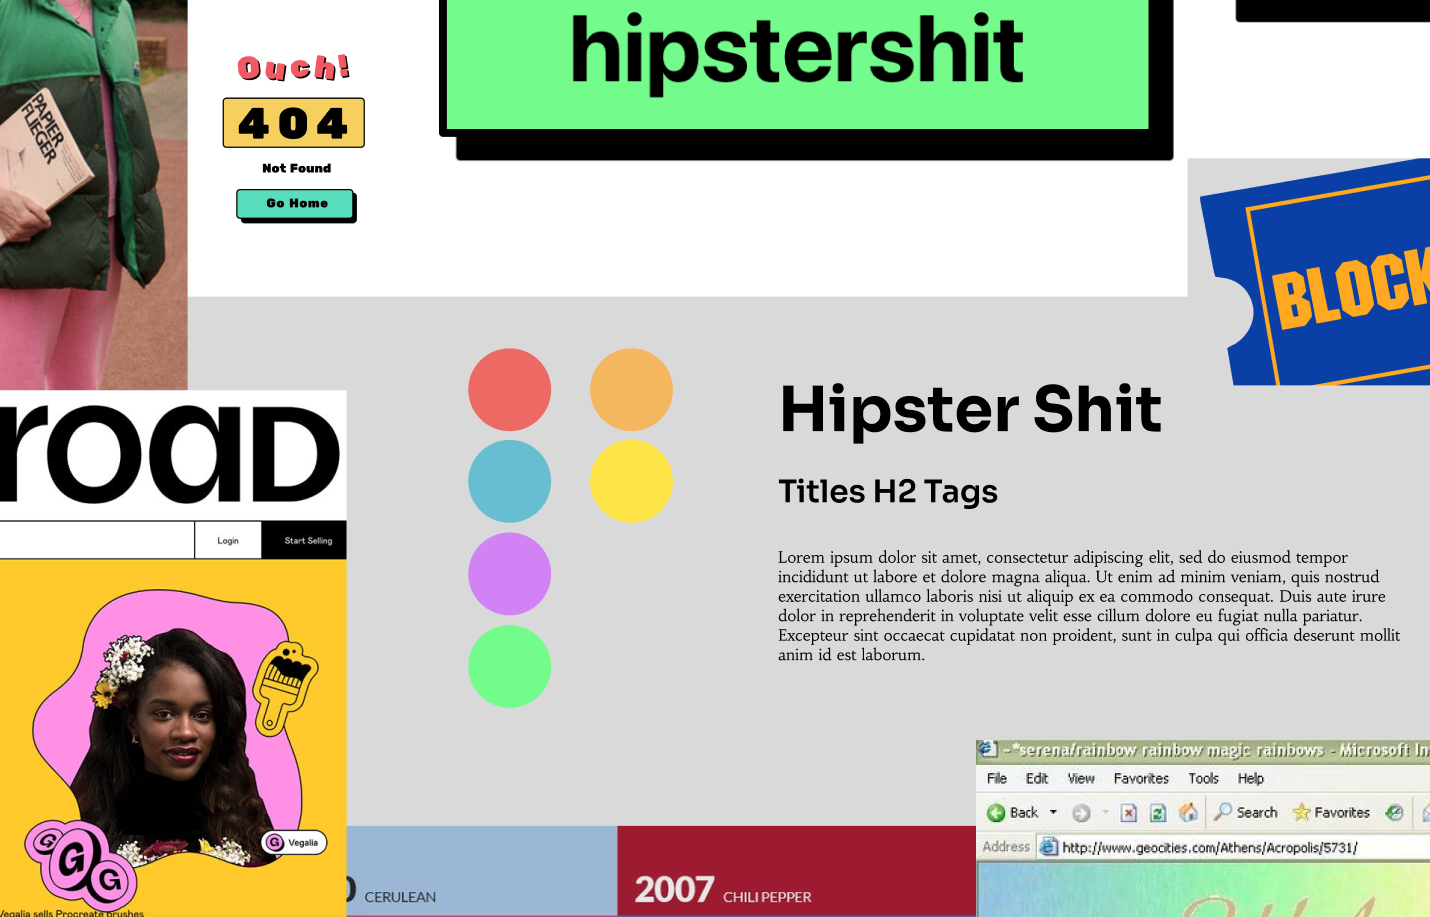 hipstershit
Ouch!
404
Not Found
Go Home
PAPIER
FLIEGER
BLOCK
Hipster Shit
Titles H2 Tags
Lorem ipsum dolor sit amet, consectetur adipiscing elit, sed do eiusmod tempor
incididunt ut labore et dolore magna aliqua. Ut enim ad minim veniam, quis nostrud
exercitation ullamco laboris nisi ut aliquip ex ea commodo consequat. Duis aute irure
dolor in reprehenderit in voluptate velit esse cillum dolore eu fugiat nulla pariatur.
Excepteur sint occaecat cupidatat non proident, sunt in culpa qui officia deserunt mollit
anim id est laborum.
roaD
Login
Start Selling
G G G
G Vegalia
Vegalia sells Procreate brushes
0 CERULEAN
2007 CHILI PEPPER
~*serena/rainbow rainbow magic rainbows - Microsoft In
File Edit View Favorites Tools Help
Back Search Favorites
Address http://www.geocities.com/Athens/Acropolis/5731/